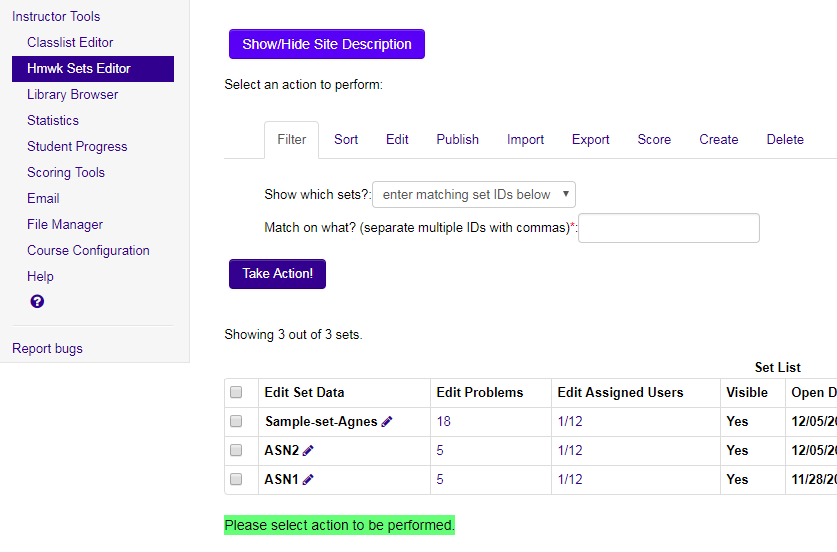 Instructor Tools
Classlist Editor
Hmwk Sets Editor
Library Browser
Statistics
Student Progress
Scoring Tools
Email
File Manager
Course Configuration
Help
?
Report bugs
Show/Hide Site Description
Select an action to perform:
Filter Sort Edit Publish Import Export Score Create Delete
Show which sets?: enter matching set IDs below
Match on what? (separate multiple IDs with commas)*:
Take Action!
Showing 3 out of 3 sets.
Set List
Edit Set Data Edit Problems Edit Assigned Users Visible Open D
Sample-set-Agnes 18 1/12 Yes 12/05/20
ASN2 5 1/12 Yes 12/05/20
ASN1 5 1/12 Yes 11/28/20
Please select action to be performed.